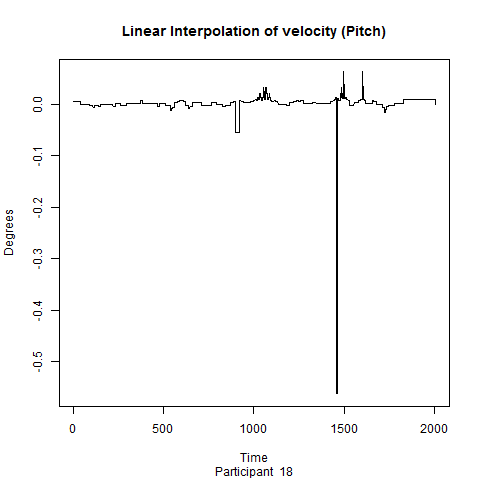 Linear Interpolation of velocity (Pitch)
0.0
-0.1
-0.2
-0.3
-0.4
-0.5
Degrees
0 500 1000 1500 2000
Time
Participant 18